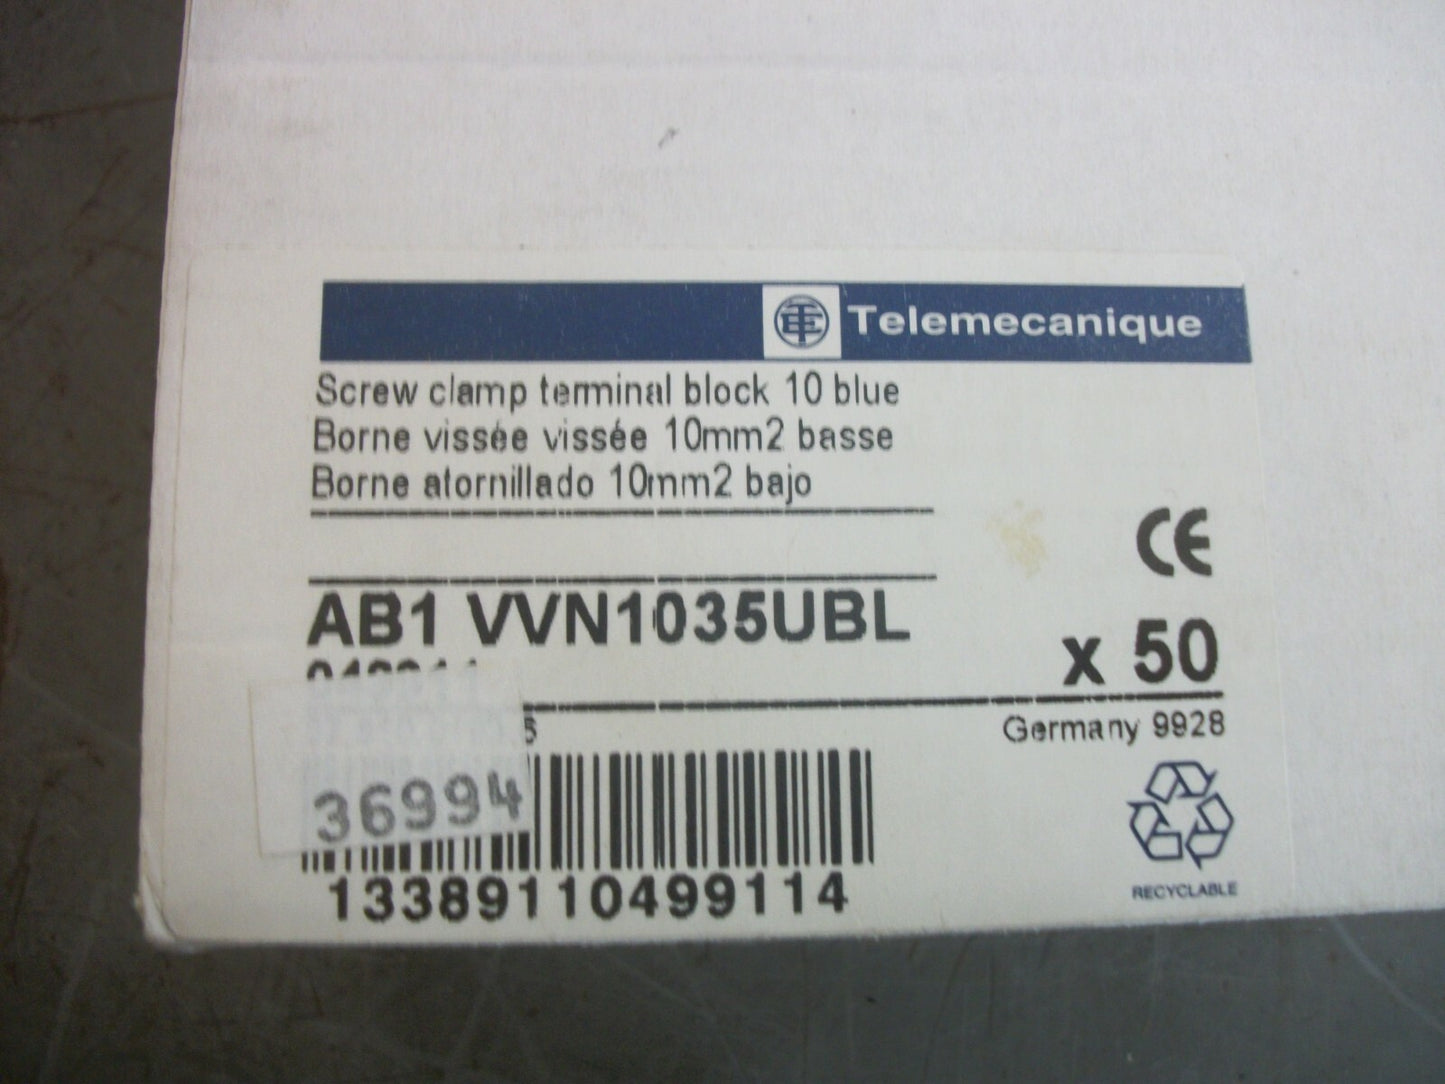 Telemecanique
Screw clamp terminal block 10 blue
Borne vissée vissée 10mm2 basse
Borne atornillado 10mm2 bajo
CE
AB1 VVN1035UBL
x 50
Germany 9928
36994
13389110499114
RECYCLABLE